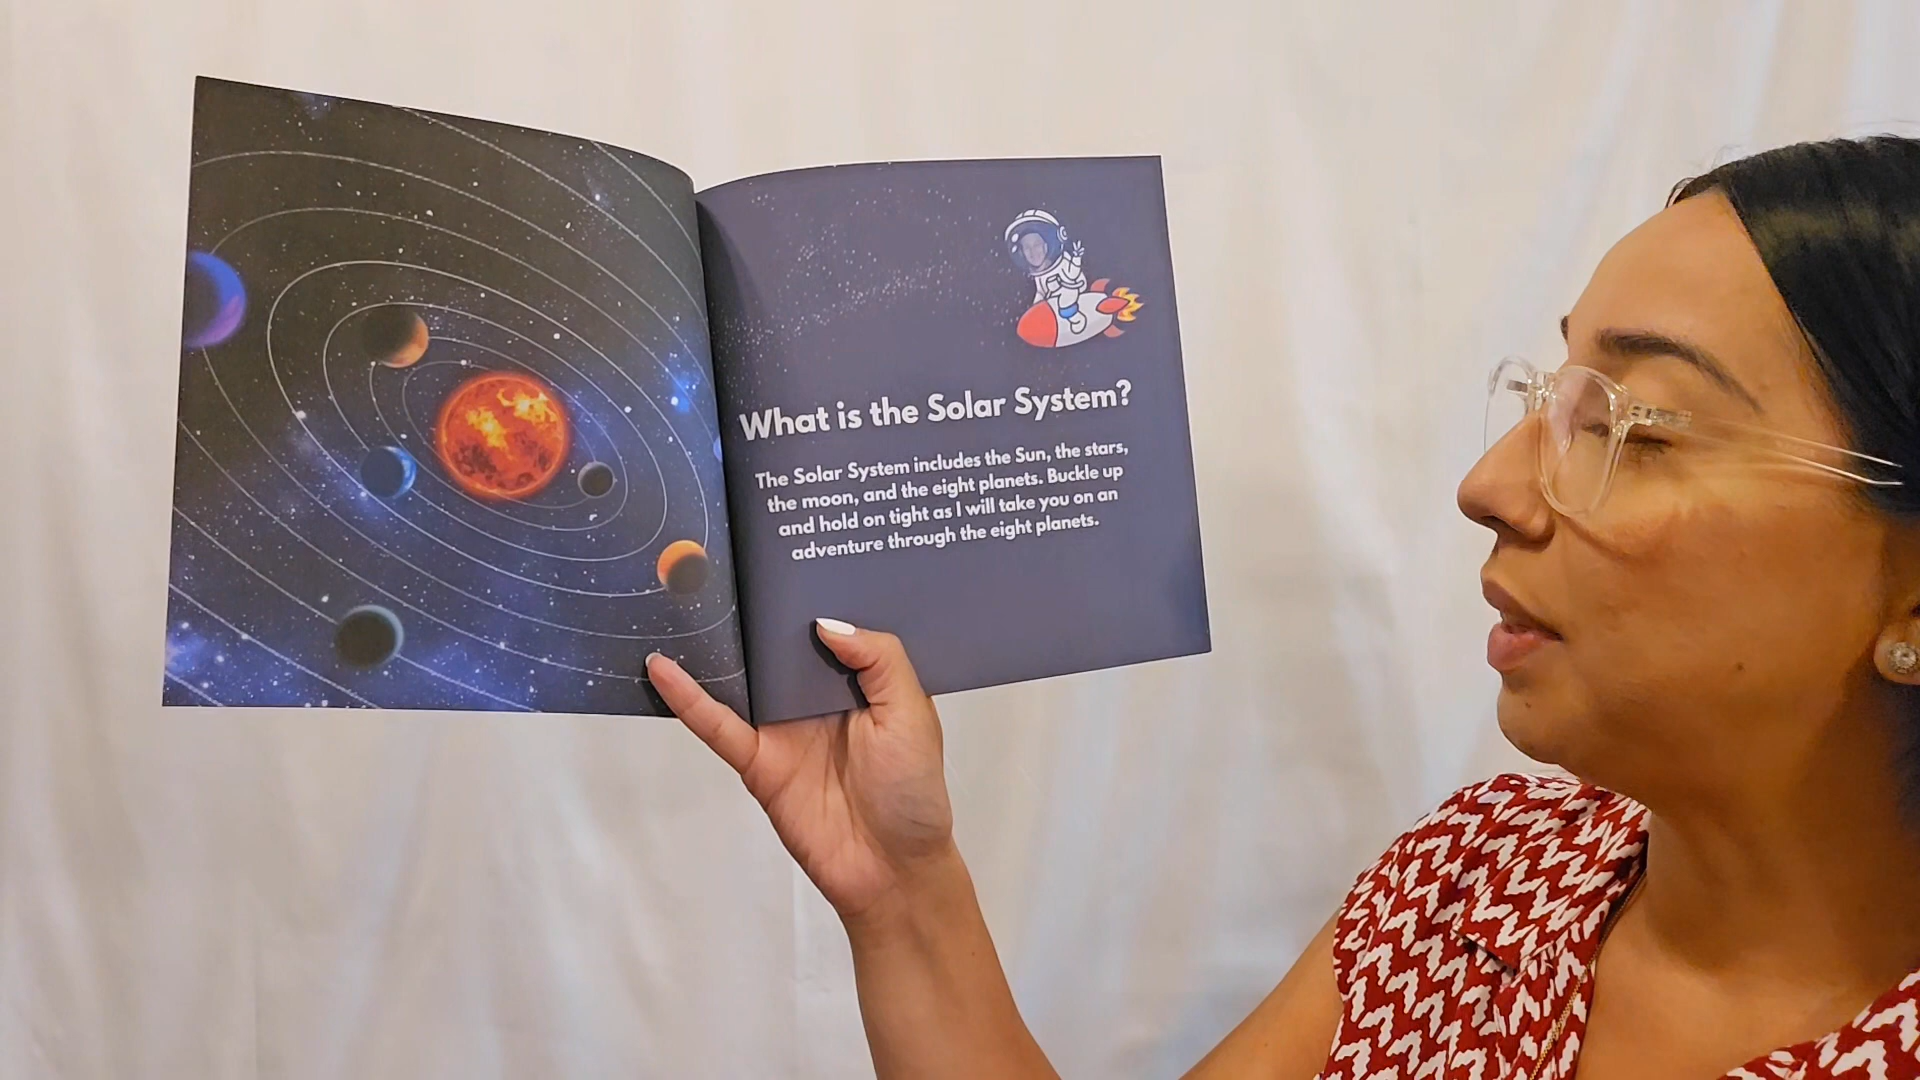 What is the Solar System?
The Solar System includes the Sun, the stars,
the moon, and the eight planets. Buckle up
and hold on tight as I will take you on an
adventure through the eight planets.